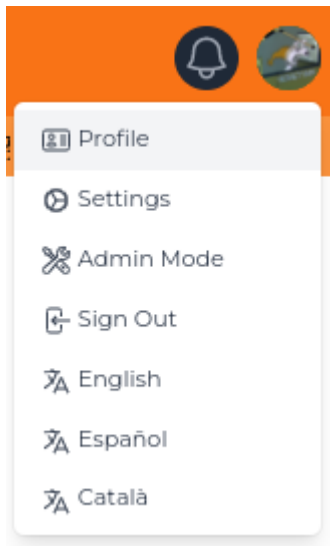 Profile
Settings
Admin Mode
Sign Out
English
Español
Català